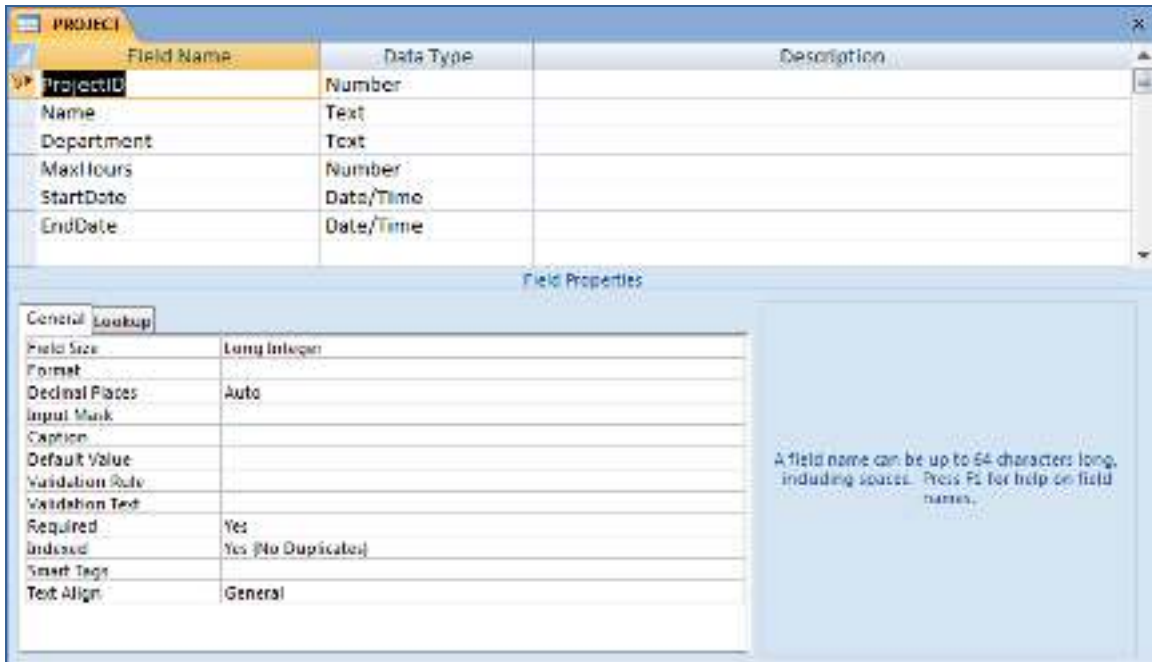 PROJECT
Field Name Data Type Description
ProjectID Number
Name Text
Department Text
MaxHours Number
StartDate Date/Time
EndDate Date/Time
Field Properties
General Lookup
Field Size Long Integer
Format
Decimal Places Auto
Input Mask
Caption
Default Value
Validation Rule
Validation Text
Required Yes
Indexed Yes (No Duplicates)
Smart Tags
Text Align General
A field name can be up to 64 characters long,
including spaces. Press F1 for help on field
names.